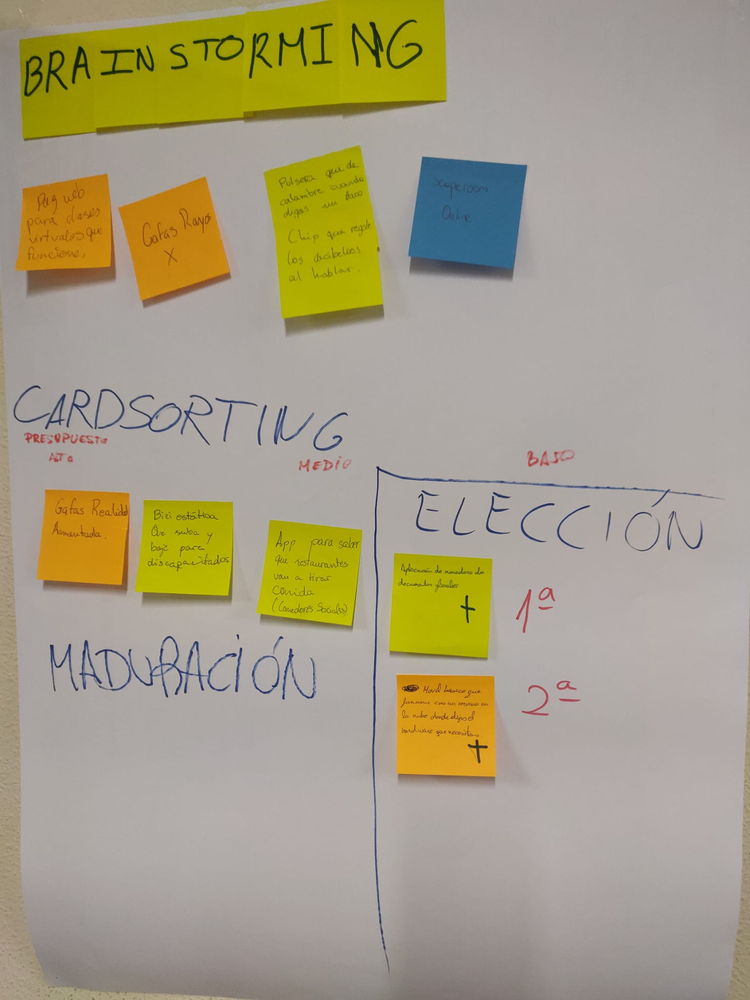 BRAINSTORMING
Pag web
para clases
virtuales que
funcione.
Gafas Rayos
X
Pulsera que de
calambre cuando
digas un taco
Chip que regule
los decibelios
al hablar.
Online
CARDSORTING
PRESUPUESTO
ALTO
MEDIO
BAJO
Gafas Realidad
Aumentada.
Bici estática
Que suba y
baje para
discapacitados
App para saber
que restaurantes
van a tirar
comida
(Comedores Sociales).
MADURACIÓN
ELECCIÓN
Aplicación de monedero de
documentos oficiales
+
1ª
Movil basico que
funcione con un servicio en
la nube donde elijas el
hardware que necesitas.
+
2ª